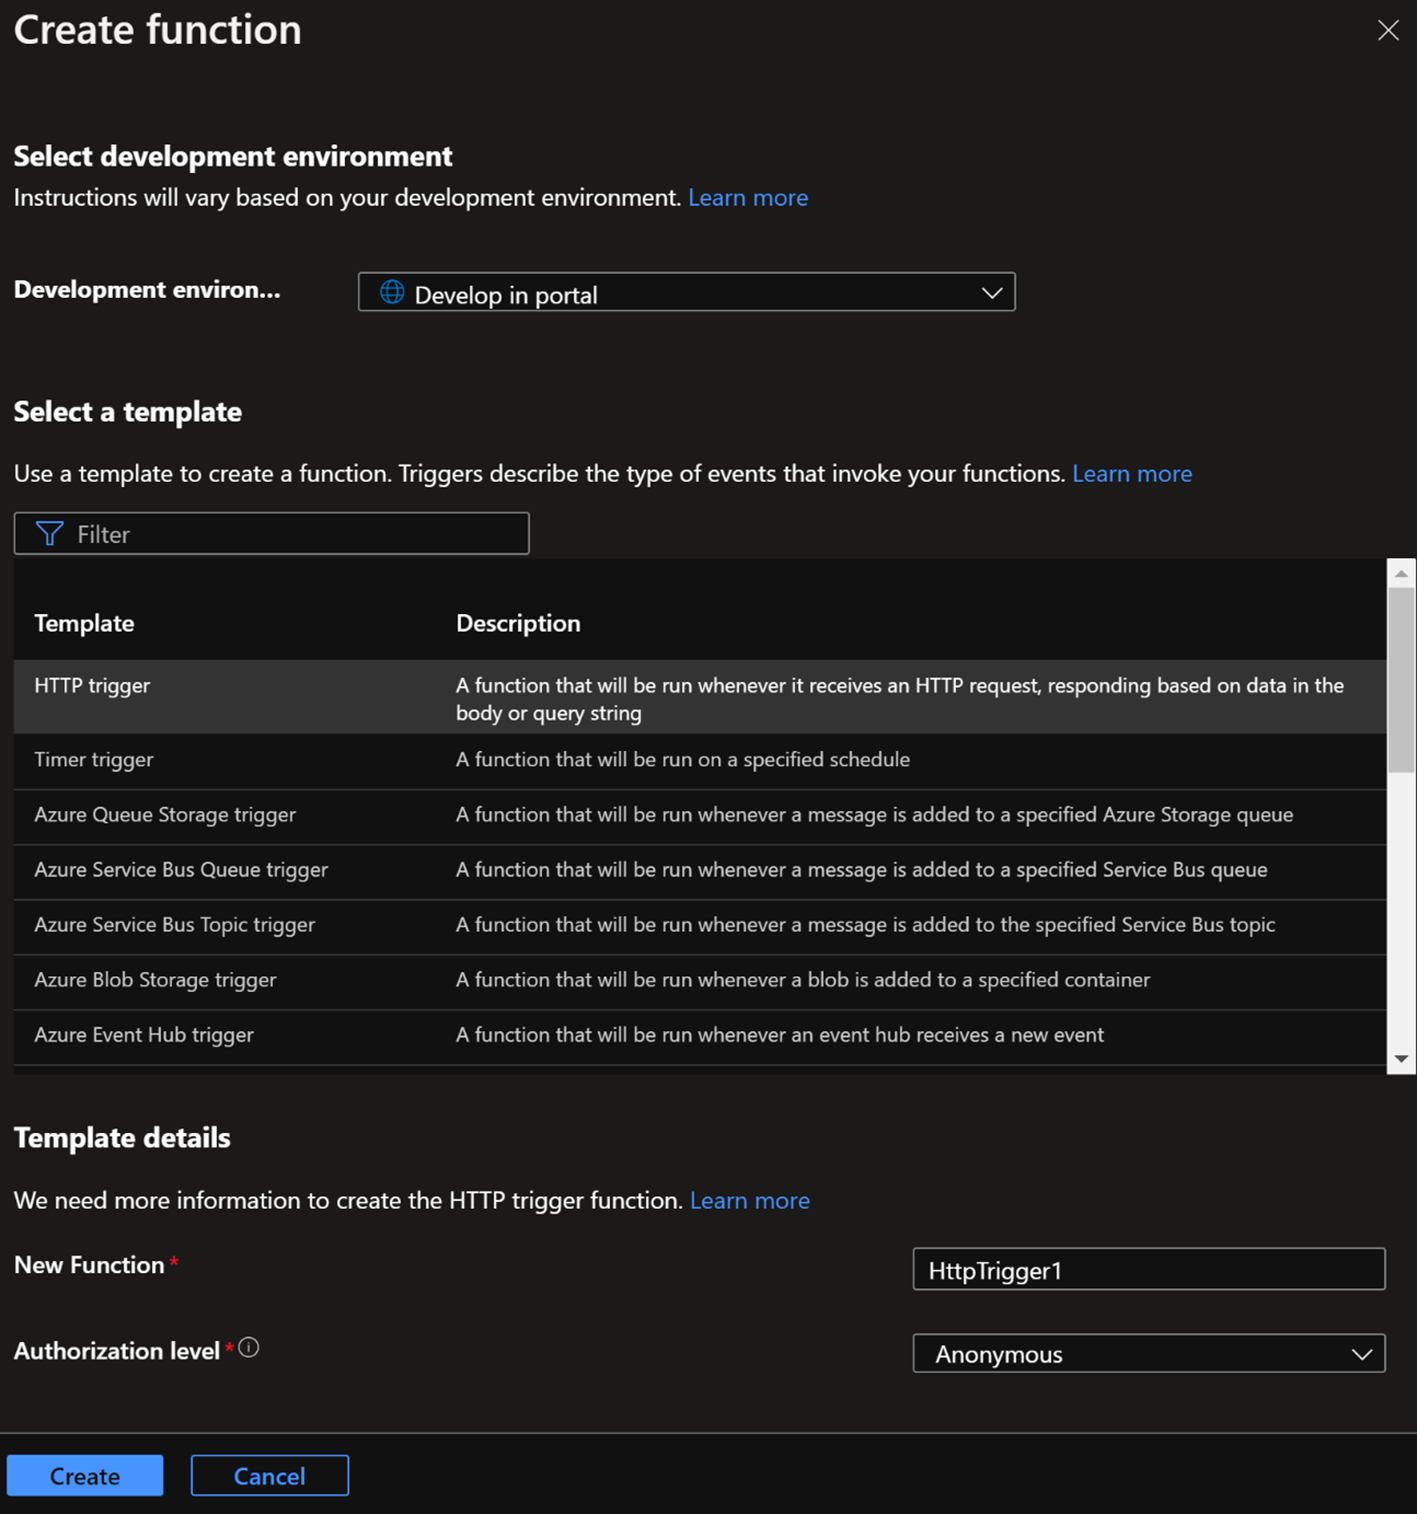 Create function
Select development environment
Instructions will vary based on your development environment. Learn more
Development environ... Develop in portal
Select a template
Use a template to create a function. Triggers describe the type of events that invoke your functions. Learn more
Filter
Template Description
HTTP trigger A function that will be run whenever it receives an HTTP request, responding based on data in the
body or query string
Timer trigger A function that will be run on a specified schedule
Azure Queue Storage trigger A function that will be run whenever a message is added to a specified Azure Storage queue
Azure Service Bus Queue trigger A function that will be run whenever a message is added to a specified Service Bus queue
Azure Service Bus Topic trigger A function that will be run whenever a message is added to the specified Service Bus topic
Azure Blob Storage trigger A function that will be run whenever a blob is added to a specified container
Azure Event Hub trigger A function that will be run whenever an event hub receives a new event
Template details
We need more information to create the HTTP trigger function. Learn more
New Function * HttpTrigger1
Authorization level * Anonymous
Create Cancel